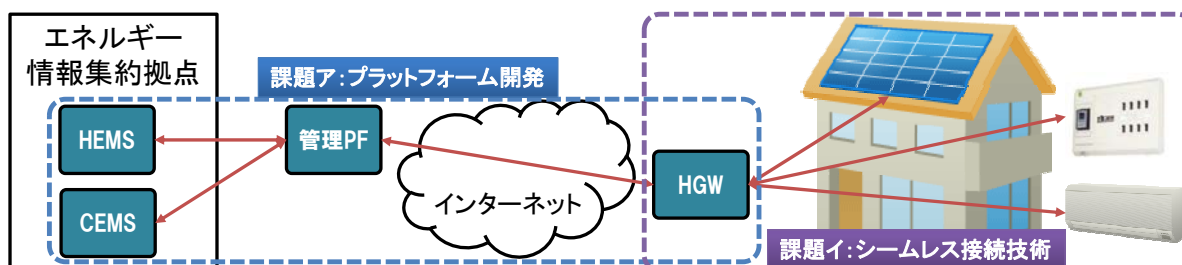 エネルギー
情報集約拠点
課題ア:プラットフォーム開発
HEMS
管理PF
CEMS
インターネット
HGW
課題イ:シームレス接続技術